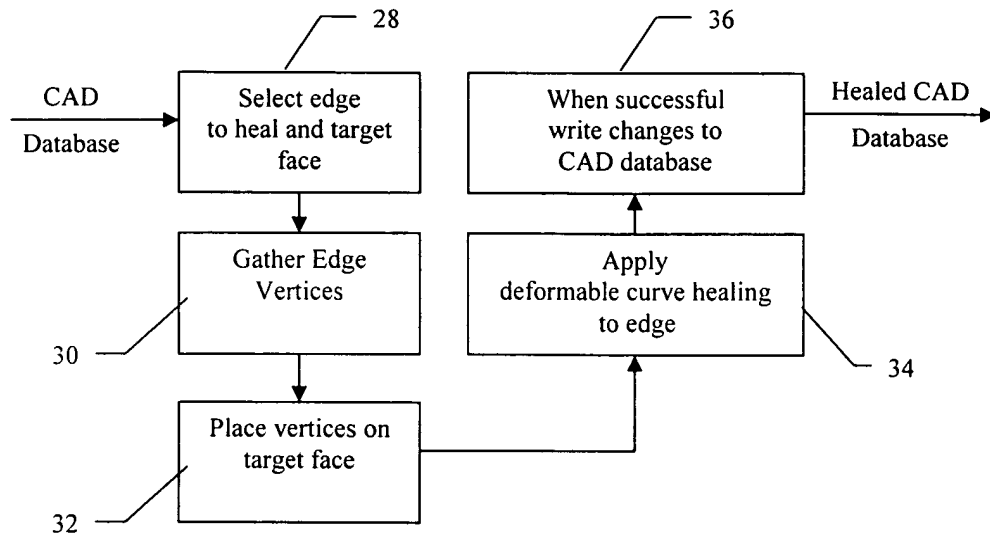 28
36
CAD
Database
Select edge
to heal and target
face
When successful
write changes to
CAD database
Healed CAD
Database
Gather Edge
Vertices
30
Apply
deformable curve healing
to edge
34
Place vertices on
target face
32